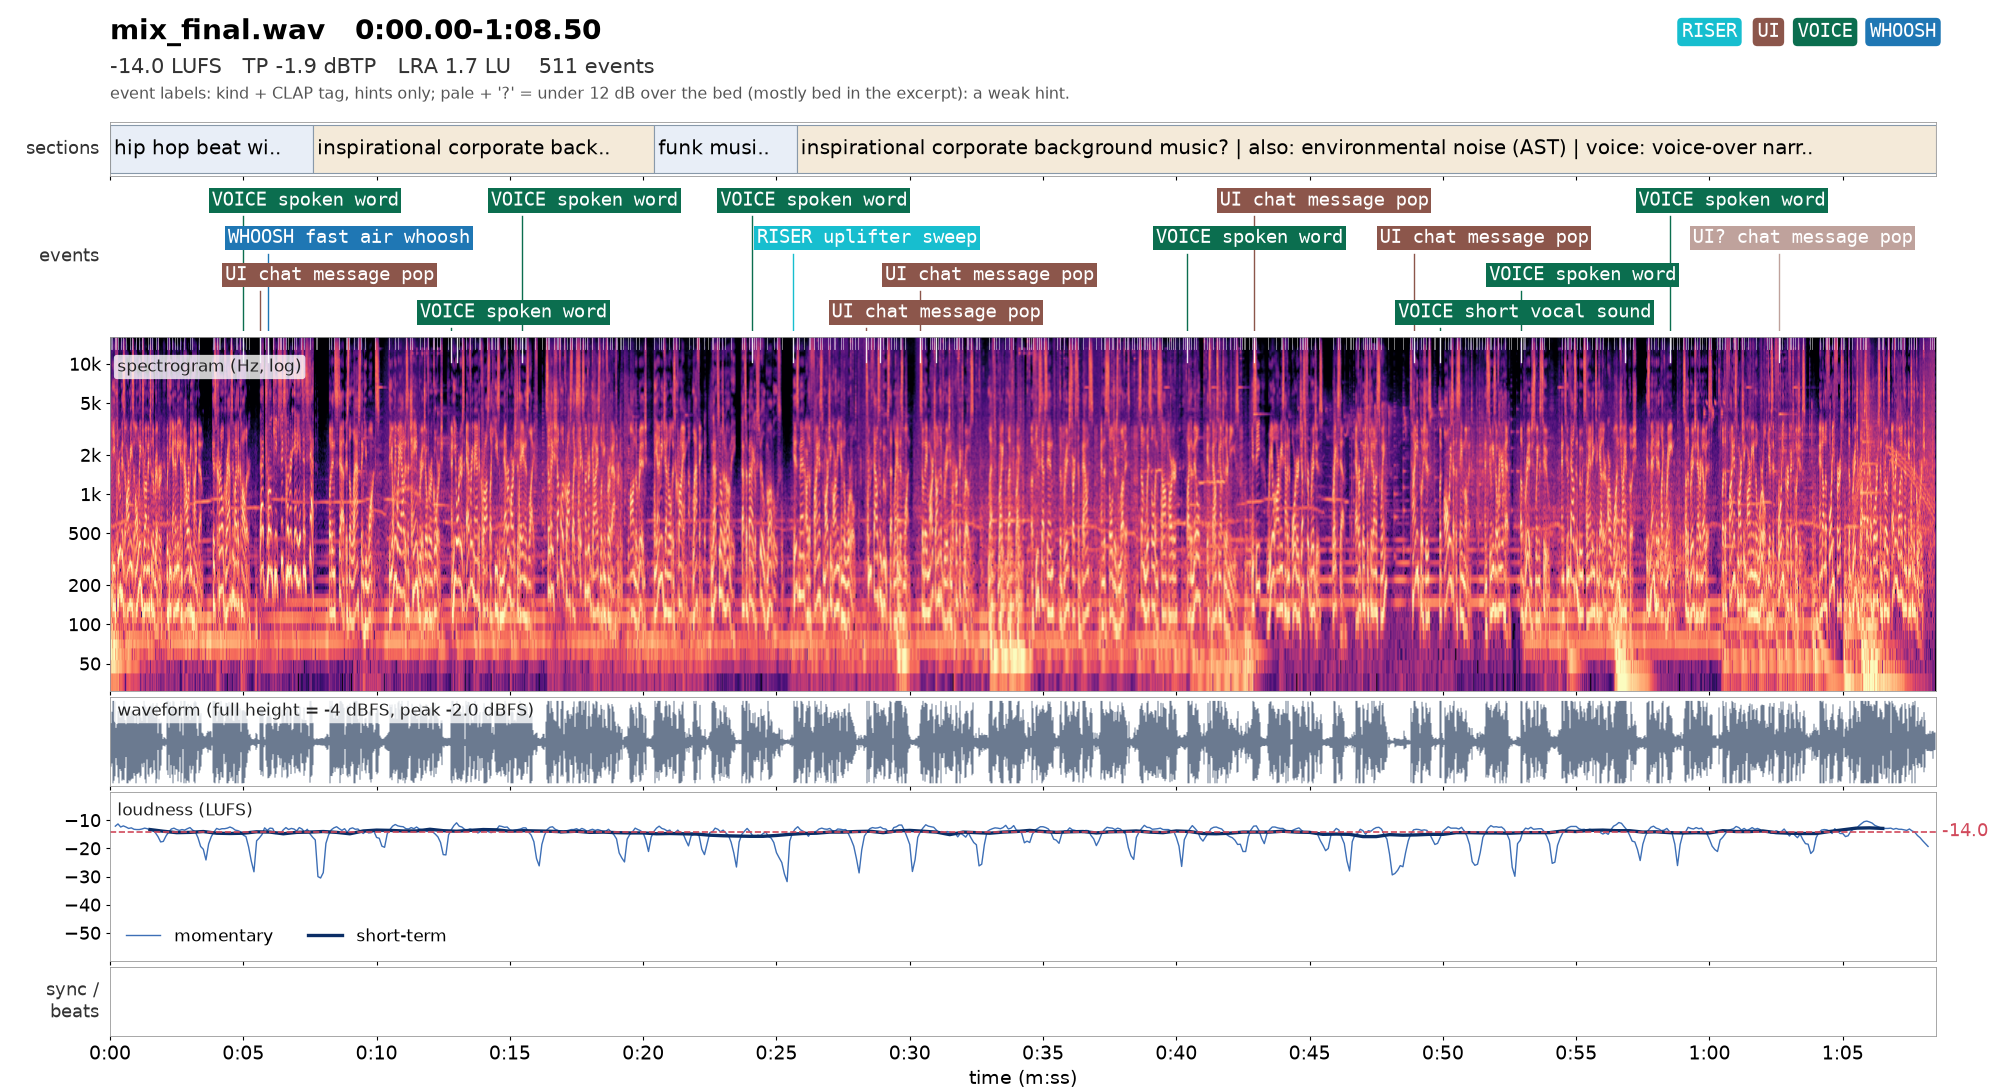 mix_final.wav   0:00.00-1:08.50
RISER UI VOICE WHOOSH
-14.0 LUFS   TP -1.9 dBTP   LRA 1.7 LU    511 events
event labels: kind + CLAP tag, hints only; pale + '?' = under 12 dB over the bed (mostly bed in the excerpt): a weak hint.
sections
hip hop beat wi..
inspirational corporate back..
funk musi..
inspirational corporate background music? | also: environmental noise (AST) | voice: voice-over narr..
events
VOICE spoken word
VOICE spoken word
VOICE spoken word
UI chat message pop
VOICE spoken word
WHOOSH fast air whoosh
RISER uplifter sweep
VOICE spoken word
UI chat message pop
UI? chat message pop
UI chat message pop
UI chat message pop
VOICE spoken word
VOICE spoken word
UI chat message pop
VOICE short vocal sound
spectrogram (Hz, log)
10k
5k
2k
1k
500
200
100
50
waveform (full height = -4 dBFS, peak -2.0 dBFS)
loudness (LUFS)
−10
−20
−30
−40
−50
-14.0
momentary
short-term
sync /
beats
0:00
0:05
0:10
0:15
0:20
0:25
0:30
0:35
0:40
0:45
0:50
0:55
1:00
1:05
time (m:ss)